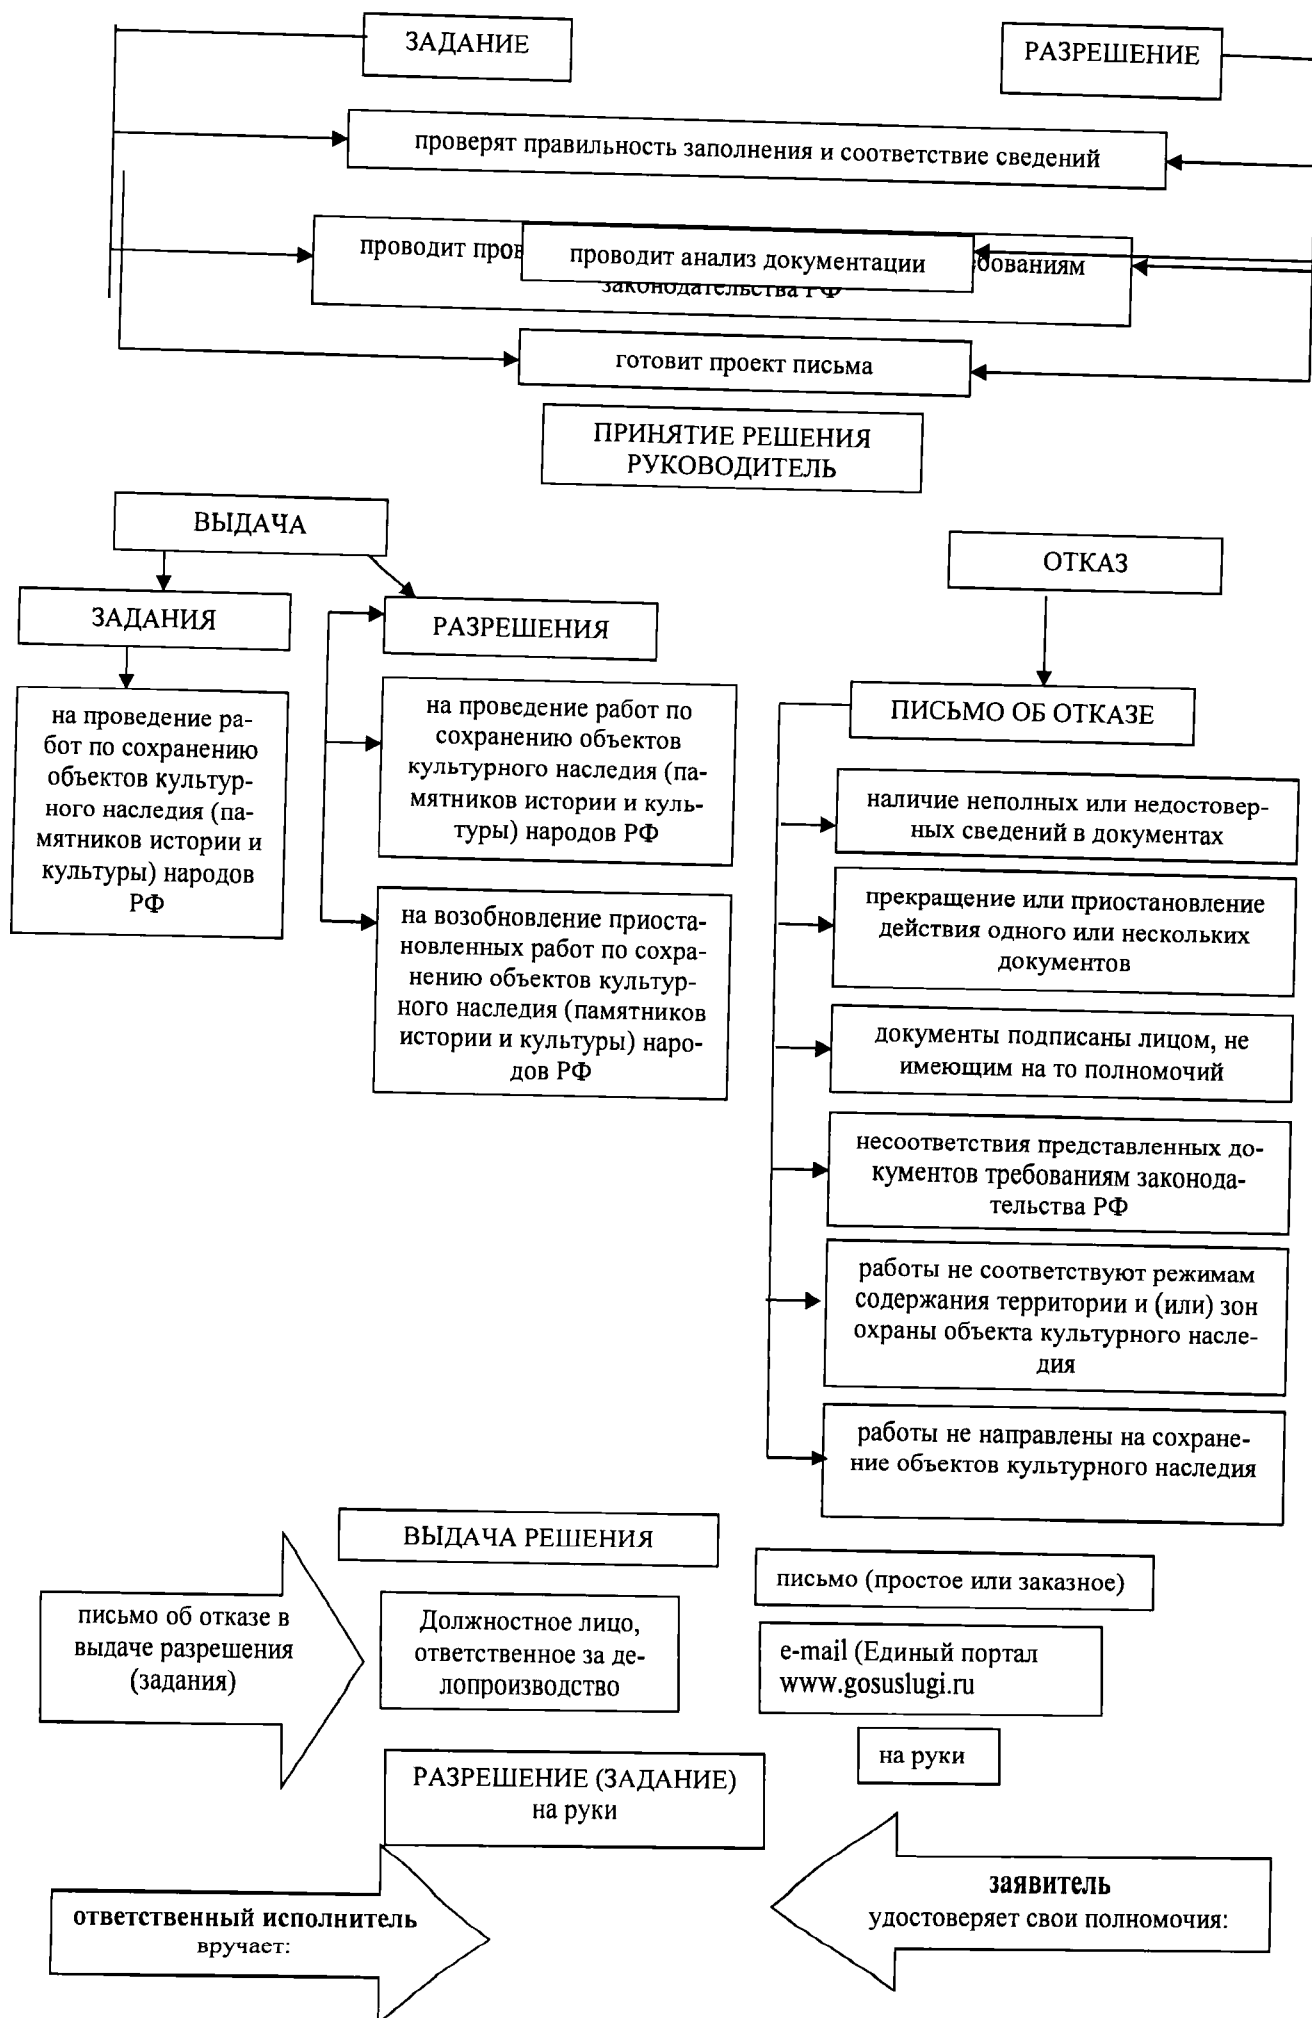 ЗАДАНИЕ
РАЗРЕШЕНИЕ
проверят правильность заполнения и соответствие сведений
проводит
проводит анализ документации
законодательства РФ
готовит проект письма
ПРИНЯТИЕ РЕШЕНИЯ
РУКОВОДИТЕЛЬ
ВЫДАЧА
ОТКАЗ
ЗАДАНИЯ
РАЗРЕШЕНИЯ
на проведение ра-
бот по сохранению
объектов культур-
ного наследия (па-
мятников истории и
культуры) народов
РФ
на проведение работ по
сохранению объектов
культурного наследия (па-
мятников истории и куль-
туры) народов РФ
на возобновление приоста-
новленных работ по сохра-
нению объектов культур-
ного наследия (памятников
истории и культуры) наро-
дов РФ
ПИСЬМО ОБ ОТКАЗЕ
наличие неполных или недостовер-
ных сведений в документах
прекращение или приостановление
действия одного или нескольких
документов
документы подписаны лицом, не
имеющим на то полномочий
несоответствия представленных до-
кументов требованиям законода-
тельства РФ
работы не соответствуют режимам
содержания территории и (или) зон
охраны объекта культурного насле-
дия
работы не направлены на сохране-
ние объектов культурного наследия
ВЫДАЧА РЕШЕНИЯ
письмо об отказе в
выдаче разрешения
(задания)
Должностное лицо,
ответственное за де-
лопроизводство
письмо (простое или заказное)
e-mail (Единый портал
www.gosuslugi.ru
на руки
РАЗРЕШЕНИЕ (ЗАДАНИЕ)
на руки
ответственный исполнитель
вручает:
заявитель
удостоверяет свои полномочия: